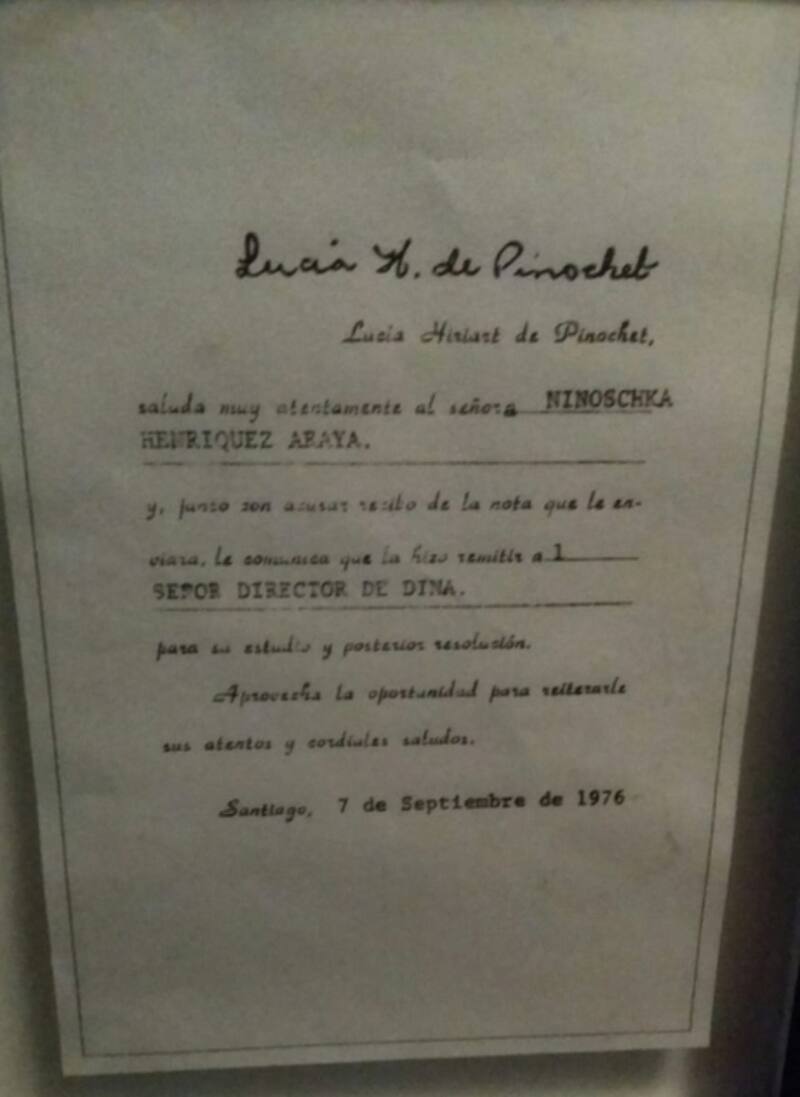 Lucía H. de Pinochet
Lucía Hiriart de Pinochet,
saluda muy atentamente al señora NINOSCHKA
HENRIQUEZ ARAYA.
y, junto con acusar recibo de la nota que le en-
viara, le comunica que la hizo remitir a l
SEÑOR DIRECTOR DE DINA.
para su estudio y posterior resolución.
Aprovecha la oportunidad para reiterarle
sus atentos y cordiales saludos.
Santiago, 7 de Septiembre de 1976